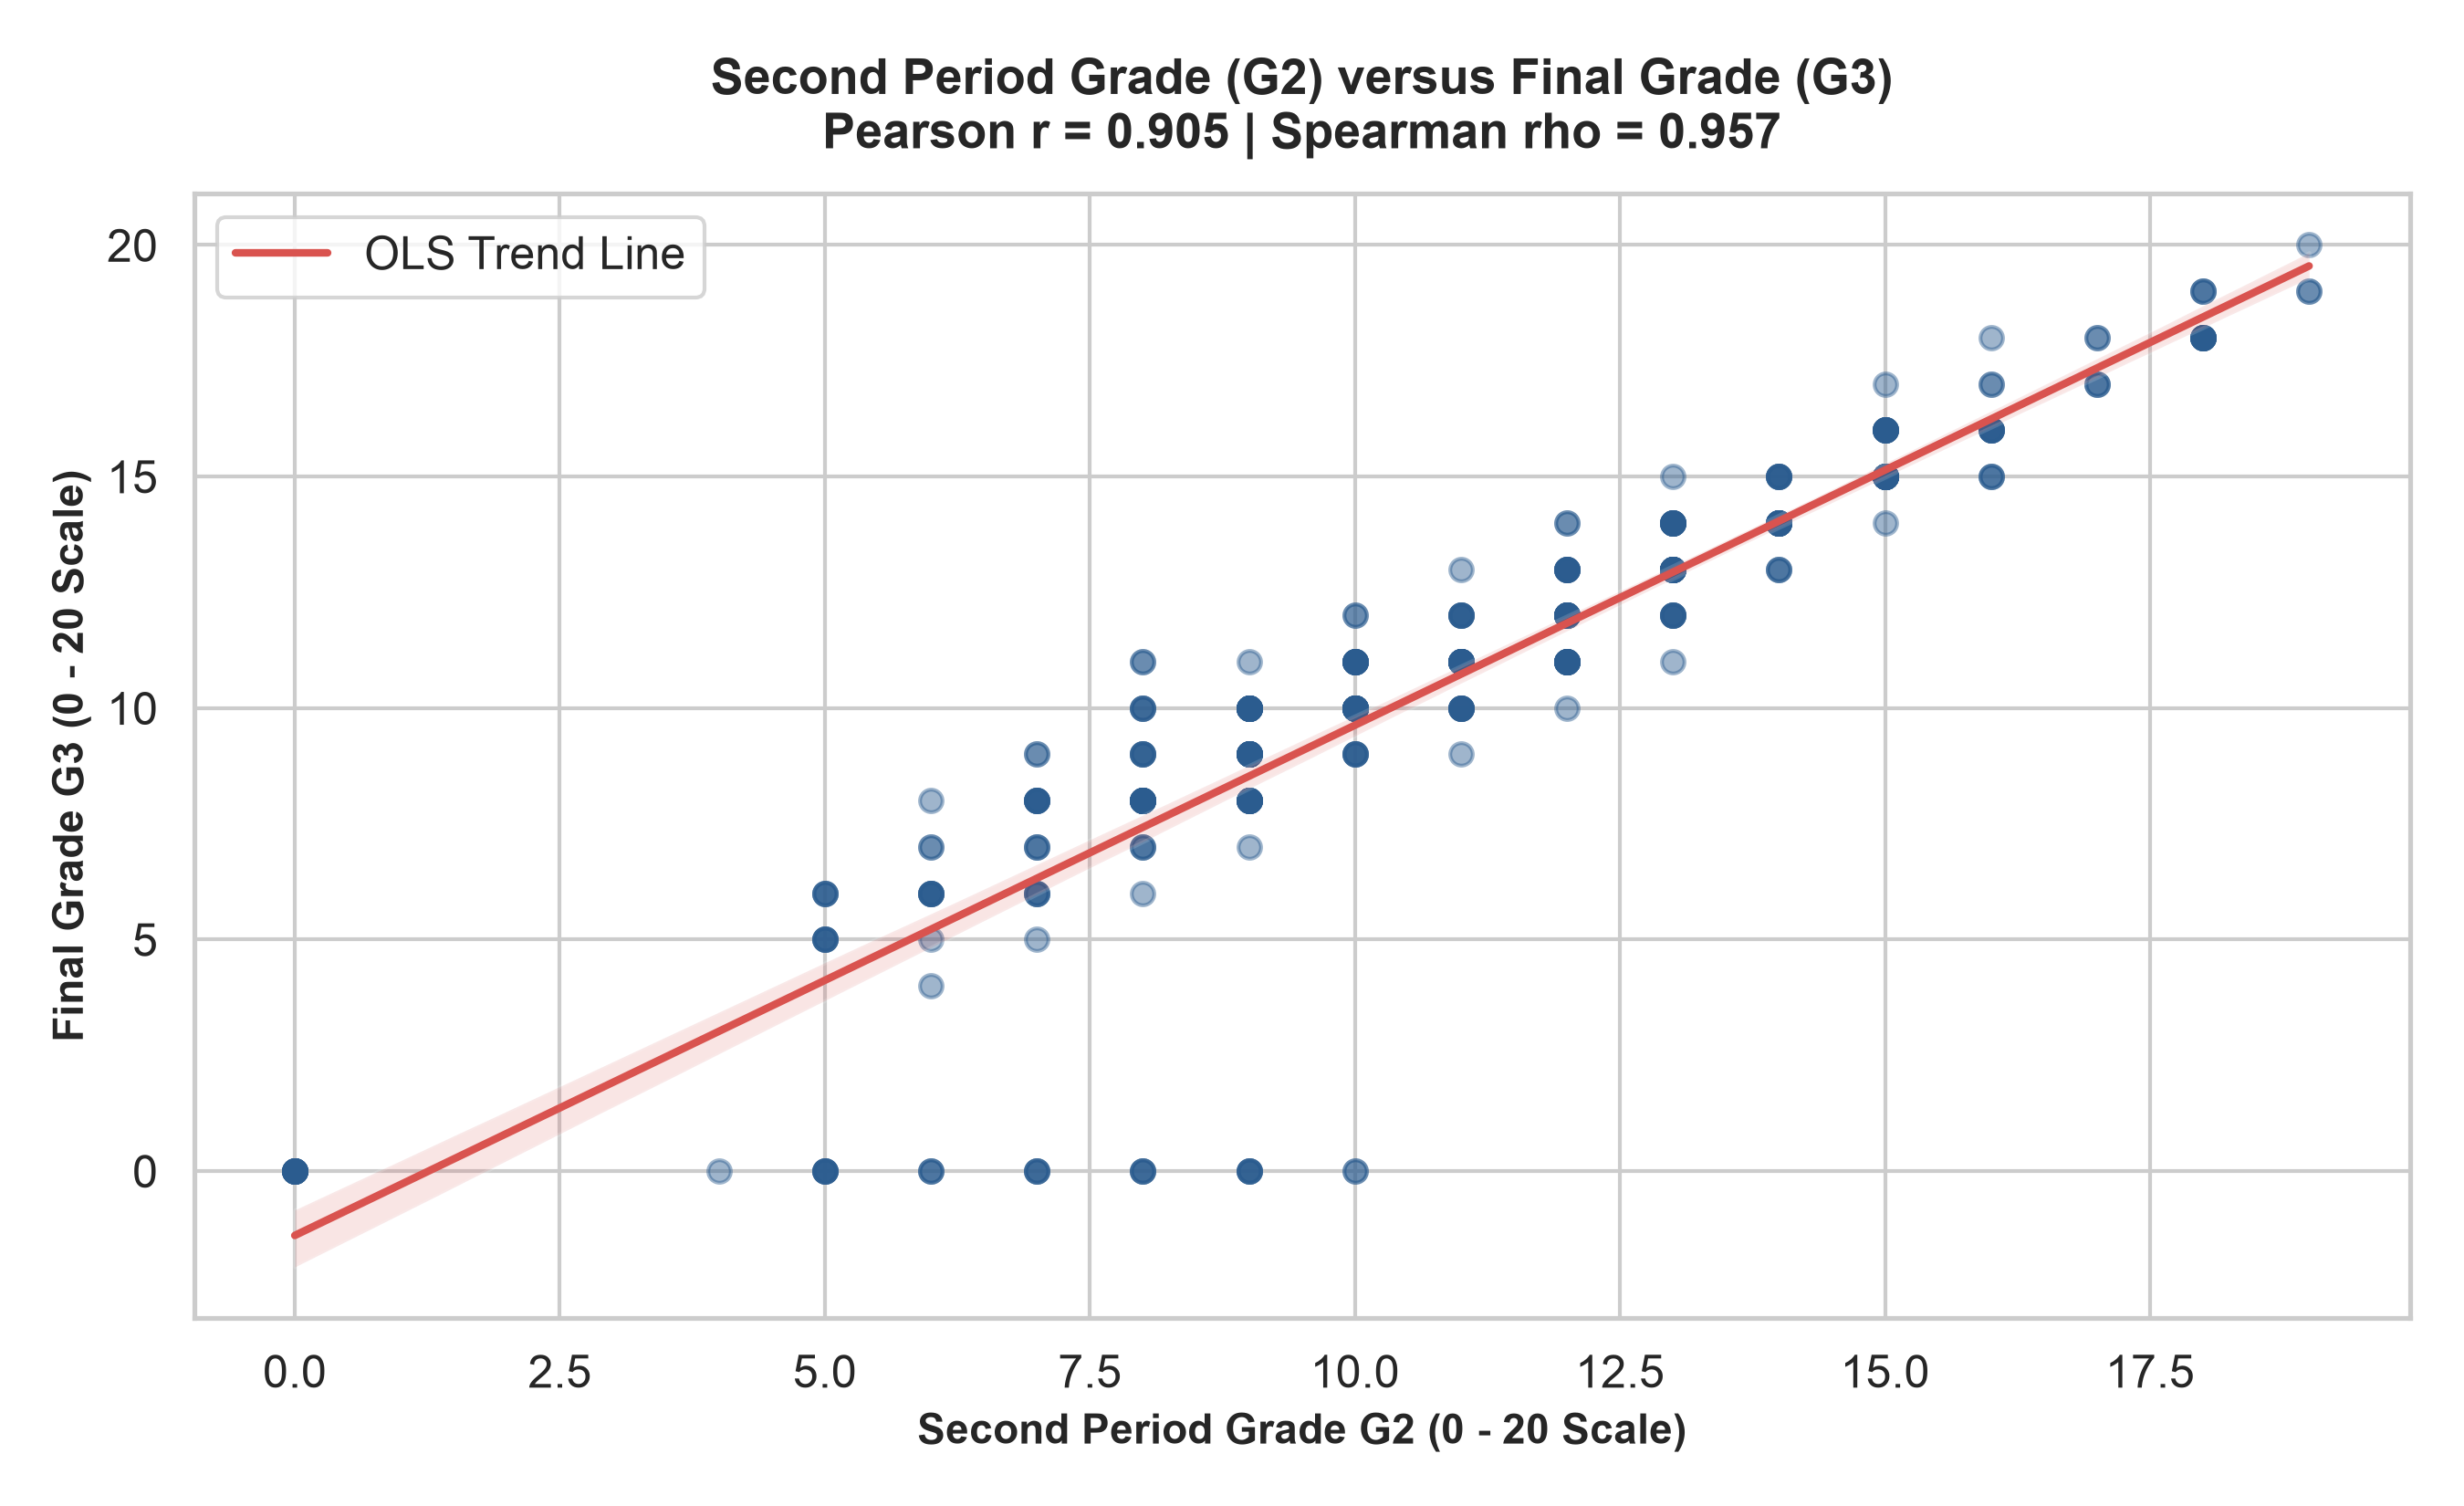 Second Period Grade (G2) versus Final Grade (G3)
Pearson r = 0.905 | Spearman rho = 0.957
OLS Trend Line
Final Grade G3 (0 - 20 Scale)
20
15
10
5
0
0.0 2.5 5.0 7.5 10.0 12.5 15.0 17.5
Second Period Grade G2 (0 - 20 Scale)